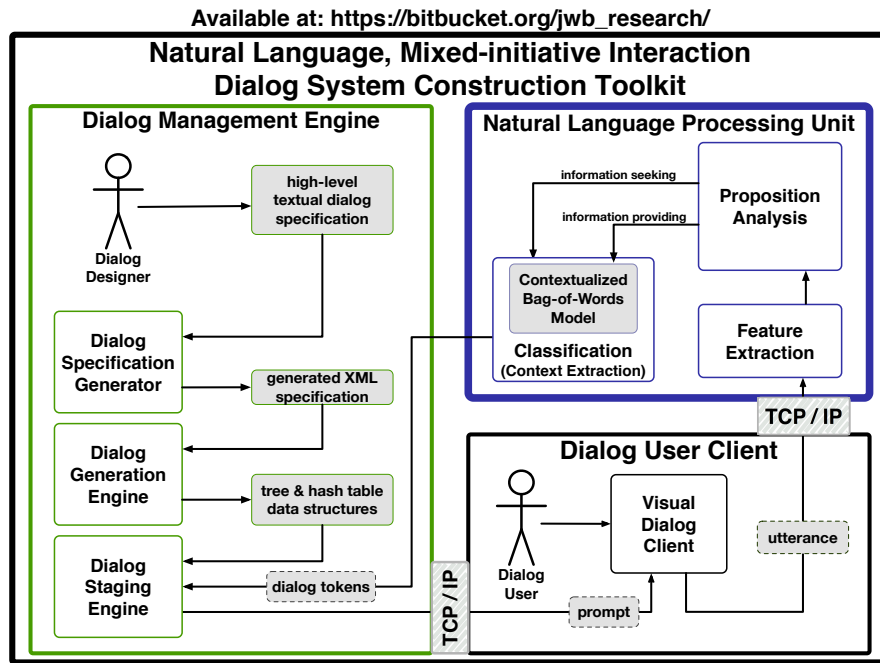 Available at: https://bitbucket.org/jwb_research/
Natural Language, Mixed-initiative Interaction
Dialog System Construction Toolkit
Dialog Management Engine
Dialog
Designer
high-level
textual dialog
specification
Dialog
Specification
Generator
generated XML
specification
Dialog
Generation
Engine
tree & hash table
data structures
Dialog
Staging
Engine
dialog tokens
TCP / IP
Natural Language Processing Unit
information seeking
information providing
Proposition
Analysis
Contextualized
Bag-of-Words
Model
Classification
(Context Extraction)
Feature
Extraction
TCP / IP
Dialog User Client
Dialog
User
Visual
Dialog
Client
utterance
prompt